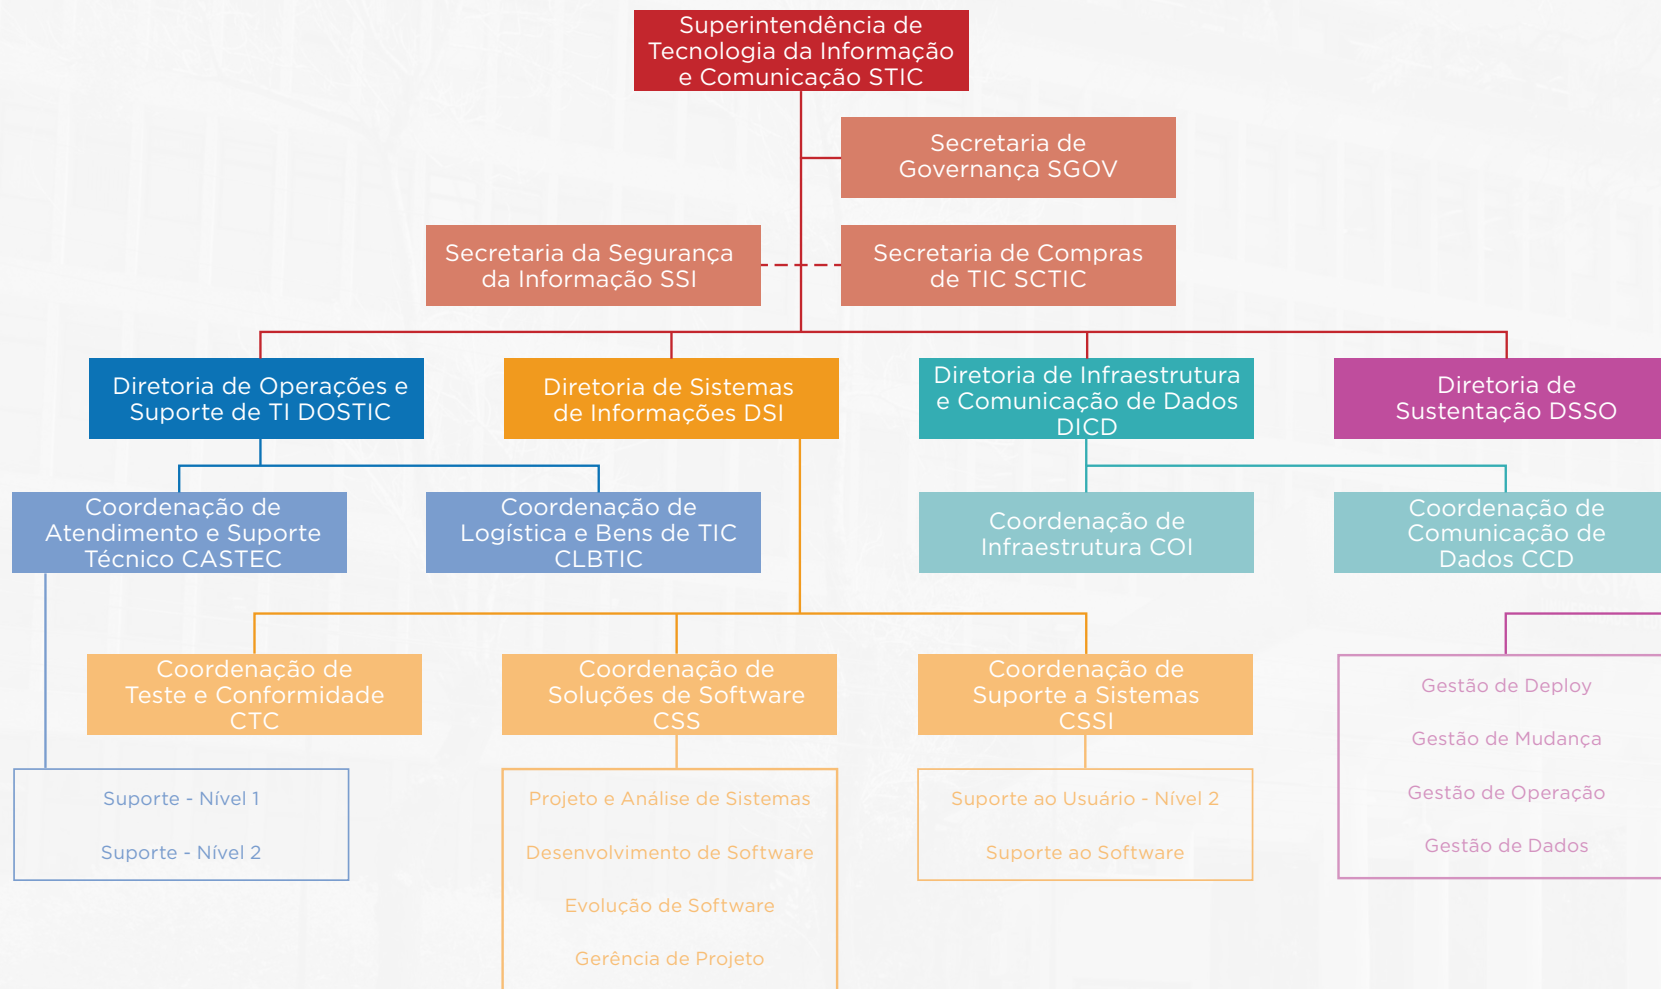 Superintendência de
Tecnologia da Informação
e Comunicação STIC
Secretaria de
Governança SGOV
Secretaria da Segurança
da Informação SSI
Secretaria de Compras
de TIC SCTIC
Diretoria de Operações e
Suporte de TI DOSTIC
Diretoria de Sistemas
de Informações DSI
Diretoria de Infraestrutura
e Comunicação de Dados
DICD
Diretoria de
Sustentação DSSO
Coordenação de
Atendimento e Suporte
Técnico CASTEC
Coordenação de
Logística e Bens de TIC
CLBTIC
Coordenação de
Infraestrutura COI
Coordenação de
Comunicação de
Dados CCD
Coordenação de
Teste e Conformidade
CTC
Coordenação de
Soluções de Software
CSS
Coordenação de
Suporte a Sistemas
CSSI
Suporte - Nível 1
Suporte - Nível 2
Projeto e Análise de Sistemas
Desenvolvimento de Software
Evolução de Software
Gerência de Projeto
Suporte ao Usuário - Nível 2
Suporte ao Software
Gestão de Deploy
Gestão de Mudança
Gestão de Operação
Gestão de Dados